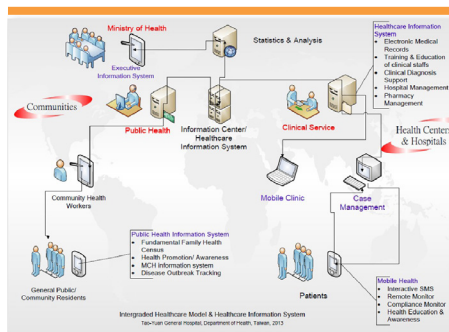 Ministry of Health
Executive
Information System
Statistics & Analysis
Healthcare Information
System
• Electronic Medical
Records
• Training & Education
of clinical staffs
• Clinical Diagnosis
Support
• Hospital Management
• Pharmacy
Management
Communities
Public Health
Information Center/
Healthcare
Information System
Clinical Service
Health Centers
& Hospitals
Mobile Clinic
Case
Management
Community Health
Workers
Public Health Information System
• Fundamental Family Health
Census
• Health Promotion/ Awareness
• MCH Information system
• Disease Outbreak Tracking
General Public/
Community Residents
Patients
Mobile Health
• Interactive SMS
• Remote Monitor
• Compliance Monitor
• Health Education &
Awareness
Intergraded Healthcare Model & Healthcare Information System
Tao-Yuan General Hospital, Department of Health, Taiwan, 2013